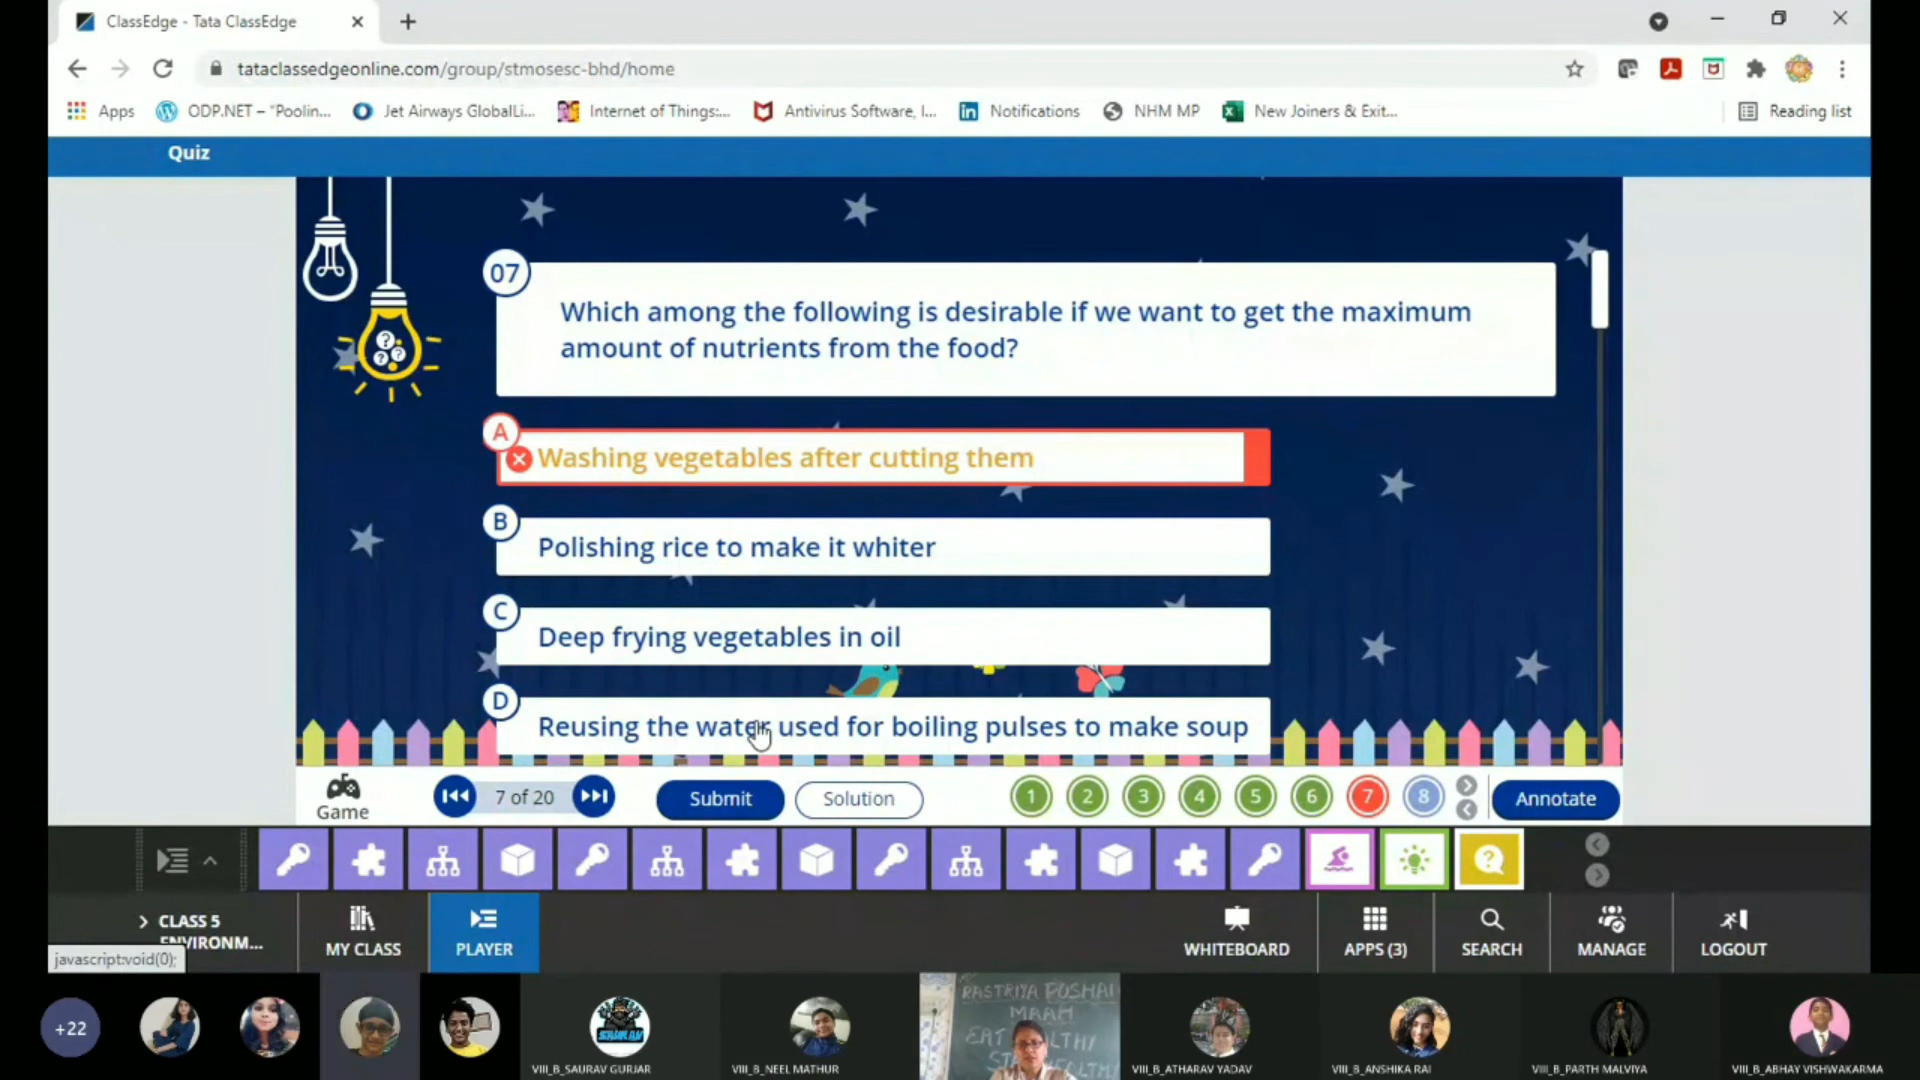 ClassEdge - Tata ClassEdge
tataclassedgeonline.com/group/stmosesc-bhd/home
Apps
ODP.NET – "Poolin...
Jet Airways GlobalLi...
Internet of Things:...
Antivirus Software, I...
Notifications
NHM MP
New Joiners & Exit...
Reading list
Quiz
07
Which among the following is desirable if we want to get the maximum
amount of nutrients from the food?
A
Washing vegetables after cutting them
B
Polishing rice to make it whiter
C
Deep frying vegetables in oil
D
Reusing the water used for boiling pulses to make soup
Game
7 of 20
Submit
Solution
1 2 3 4 5 6 7 8
Annotate
CLASS 5
ENVIRONM...
MY CLASS
PLAYER
WHITEBOARD
APPS (3)
SEARCH
MANAGE
LOGOUT
javascript:void(0);
+22
RASTRIYA POSHAN
MAAH
EAT
VIII_B_SAURAV GURJAR
VIII_B_NEEL MATHUR
VIII_B_ATHARAV YADAV
VIII_B_ANSHIKA RAI
VIII_B_PARTH MALVIYA
VIII_B_ABHAY VISHWAKARMA